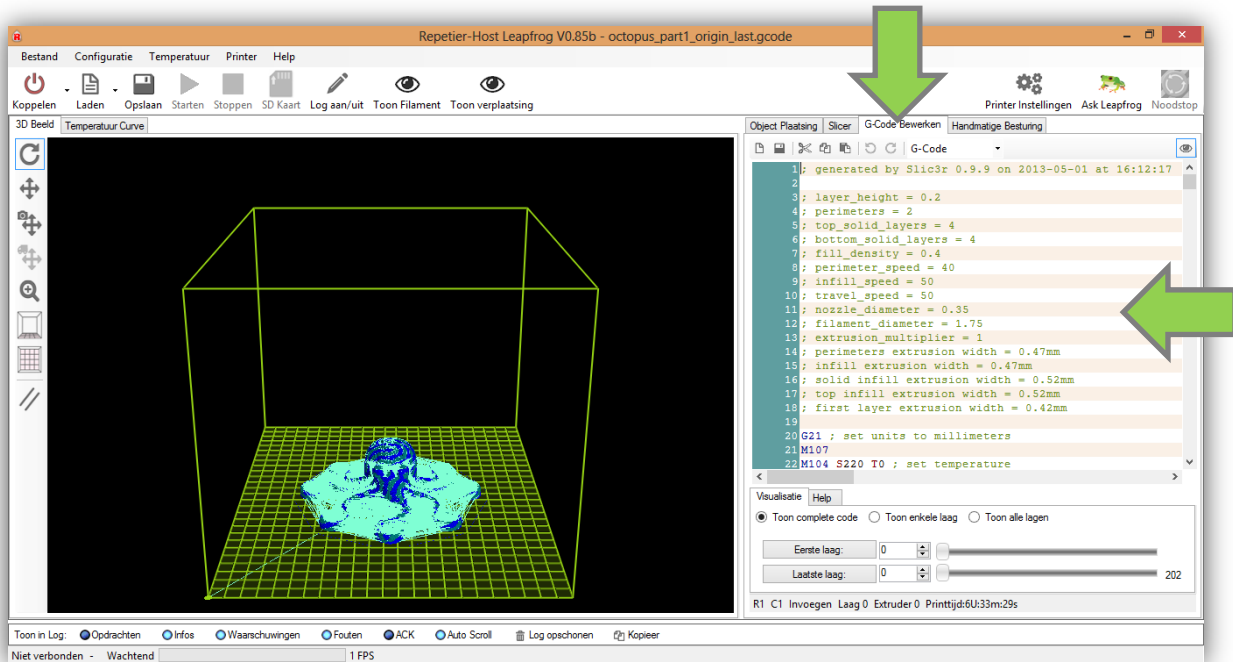 Repetier-Host Leapfrog V0.85b - octopus_part1_origin_last.gcode
Bestand Configuratie Temperatuur Printer Help
Koppelen Laden Opslaan Starten Stoppen SD Kaart Log aan/uit Toon Filament Toon verplaatsing Printer Instellingen Ask Leapfrog Noodstop
3D Beeld Temperatuur Curve
Object Plaatsing Slicer G-Code Bewerken Handmatige Besturing
G-Code
1 ; generated by Slic3r 0.9.9 on 2013-05-01 at 16:12:17
2
3 ; layer_height = 0.2
4 ; perimeters = 2
5 ; top_solid_layers = 4
6 ; bottom_solid_layers = 4
7 ; fill_density = 0.4
8 ; perimeter_speed = 40
9 ; infill_speed = 50
10 ; travel_speed = 50
11 ; nozzle_diameter = 0.35
12 ; filament_diameter = 1.75
13 ; extrusion_multiplier = 1
14 ; perimeters extrusion width = 0.47mm
15 ; infill extrusion width = 0.47mm
16 ; solid infill extrusion width = 0.52mm
17 ; top infill extrusion width = 0.52mm
18 ; first layer extrusion width = 0.42mm
19
20 G21 ; set units to millimeters
21 M107
22 M104 S220 T0 ; set temperature
Visualisatie Help
Toon complete code Toon enkele laag Toon alle lagen
Eerste laag: 0
Laatste laag: 0 202
R1 C1 Invoegen Laag 0 Extruder 0 Printtijd:6U:33m:29s
Toon in Log: Opdrachten Infos Waarschuwingen Fouten ACK Auto Scroll Log opschonen Kopieer
Niet verbonden - Wachtend 1 FPS